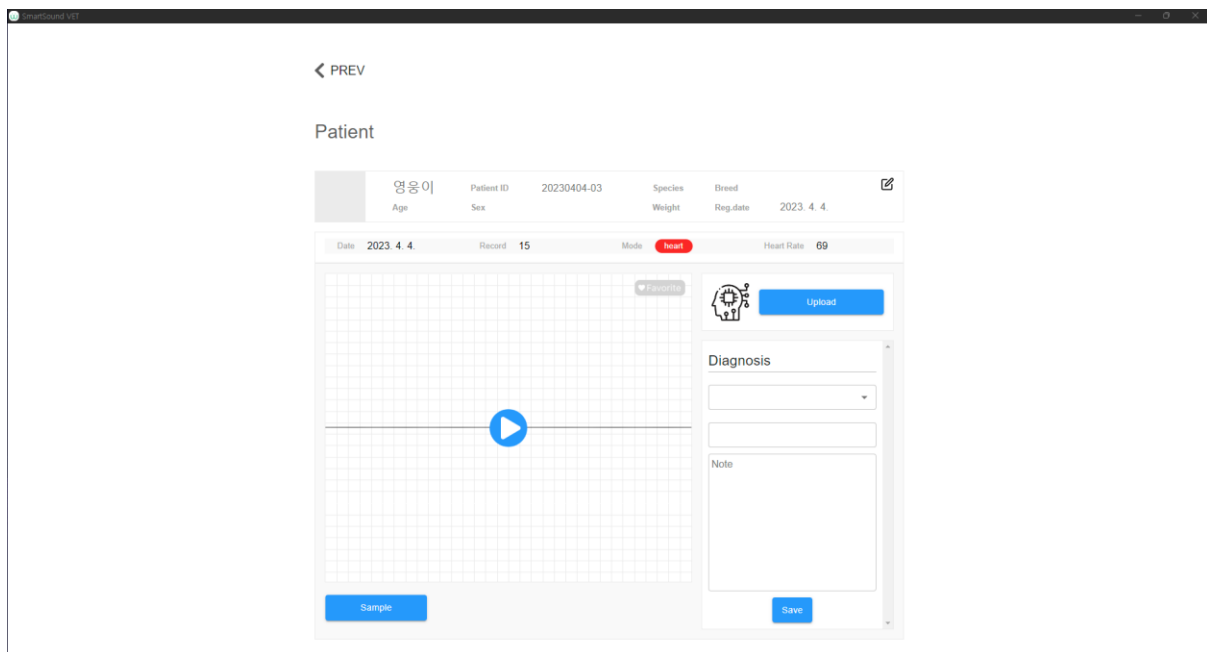 SmartSound VET
PREV
Patient
영웅이 Patient ID 20230404-03 Species Breed
Age Sex Weight Reg.date 2023. 4. 4.
Date 2023. 4. 4. Record 15 Mode heart Heart Rate 69
Favorite
Upload
Diagnosis
Note
Sample
Save